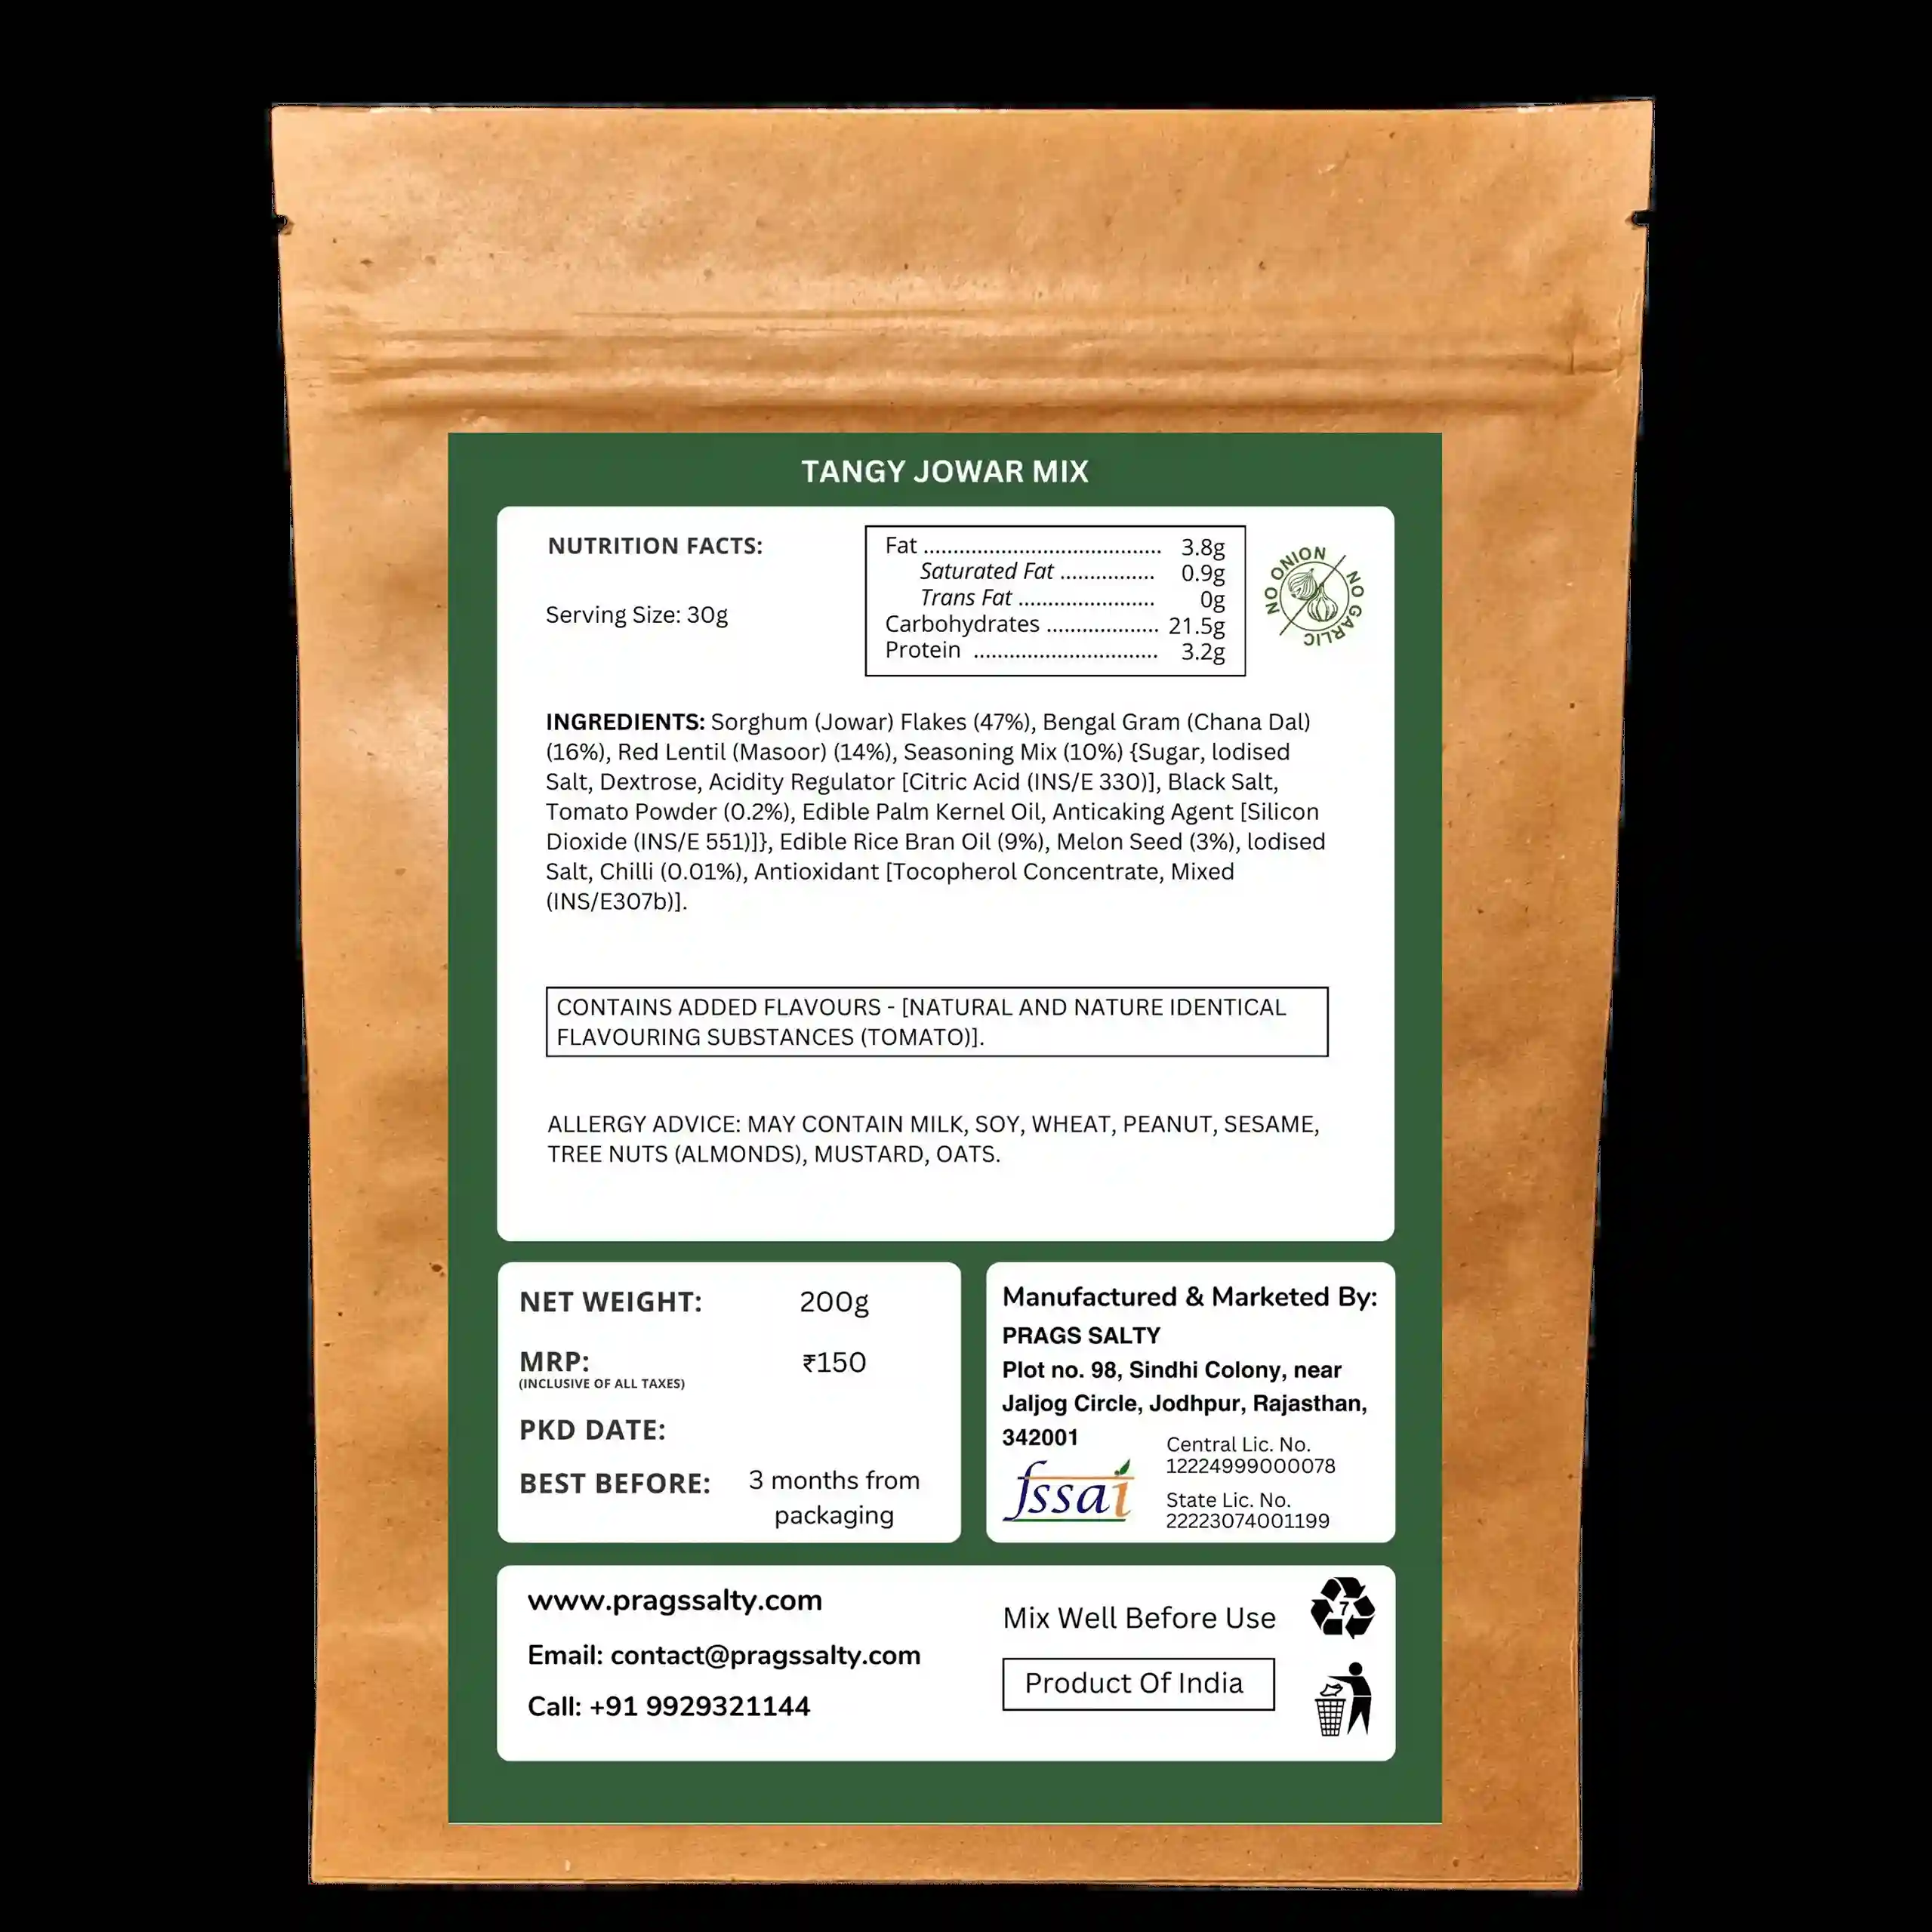 TANGY JOWAR MIX
NUTRITION FACTS:
Serving Size: 30g
Fat ........................................ 3.8g
Saturated Fat ................ 0.9g
Trans Fat ....................... 0g
Carbohydrates ................... 21.5g
Protein ............................... 3.2g
NO ONION NO GARLIC
INGREDIENTS: Sorghum (Jowar) Flakes (47%), Bengal Gram (Chana Dal)
(16%), Red Lentil (Masoor) (14%), Seasoning Mix (10%) {Sugar, Iodised
Salt, Dextrose, Acidity Regulator [Citric Acid (INS/E 330)], Black Salt,
Tomato Powder (0.2%), Edible Palm Kernel Oil, Anticaking Agent [Silicon
Dioxide (INS/E 551)]}, Edible Rice Bran Oil (9%), Melon Seed (3%), Iodised
Salt, Chilli (0.01%), Antioxidant [Tocopherol Concentrate, Mixed
(INS/E307b)].
CONTAINS ADDED FLAVOURS - [NATURAL AND NATURE IDENTICAL
FLAVOURING SUBSTANCES (TOMATO)].
ALLERGY ADVICE: MAY CONTAIN MILK, SOY, WHEAT, PEANUT, SESAME,
TREE NUTS (ALMONDS), MUSTARD, OATS.
NET WEIGHT: 200g
MRP: ₹150
(INCLUSIVE OF ALL TAXES)
PKD DATE:
BEST BEFORE: 3 months from
packaging
Manufactured & Marketed By:
PRAGS SALTY
Plot no. 98, Sindhi Colony, near
Jaljog Circle, Jodhpur, Rajasthan,
342001
fssai
Central Lic. No.
12224999000078
State Lic. No.
22223074001199
www.pragssalty.com
Email: contact@pragssalty.com
Call: +91 9929321144
Mix Well Before Use
Product Of India
7